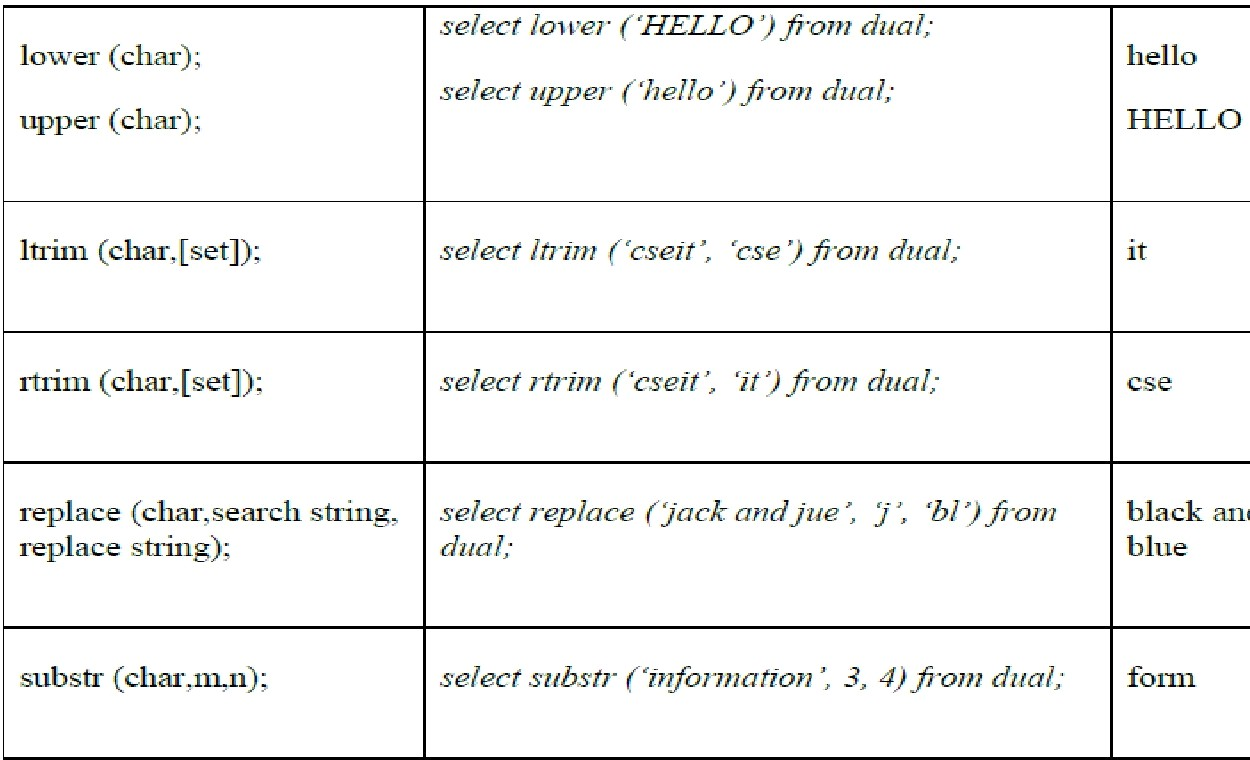 lower (char);
upper (char);
select lower (‘HELLO’) from dual;
select upper (‘hello’) from dual;
hello
HELLO
ltrim (char,[set]);
select ltrim (‘cseit’, ‘cse’) from dual;
it
rtrim (char,[set]);
select rtrim (‘cseit’, ‘it’) from dual;
cse
replace (char,search string,
replace string);
select replace (‘jack and jue’, ‘j’, ‘bl’) from
dual;
black
blue
substr (char,m,n);
select substr (‘information’, 3, 4) from dual;
form